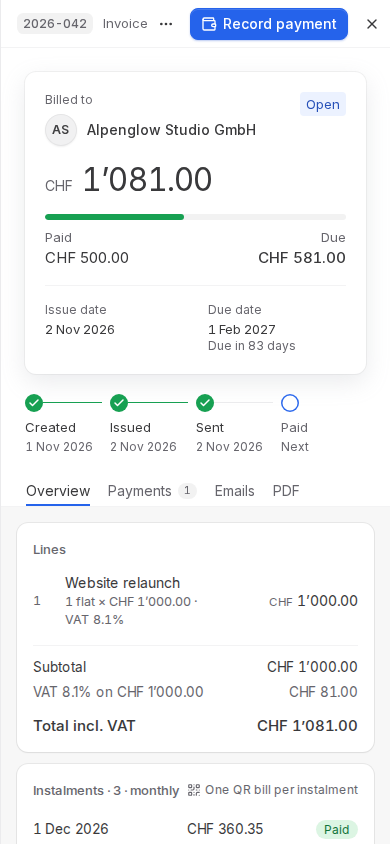 2026-042 Invoice ··· Record payment
Billed to
Open
AS Alpenglow Studio GmbH
CHF 1’081.00
Paid Due
CHF 500.00 CHF 581.00
Issue date Due date
2 Nov 2026 1 Feb 2027
Due in 83 days
Created Issued Sent Paid
1 Nov 2026 2 Nov 2026 2 Nov 2026 Next
Overview Payments 1 Emails PDF
Lines
Website relaunch
1 1 flat × CHF 1’000.00 · CHF 1’000.00
VAT 8.1%
Subtotal CHF 1’000.00
VAT 8.1% on CHF 1’000.00 CHF 81.00
Total incl. VAT CHF 1’081.00
Instalments · 3 · monthly One QR bill per instalment
1 Dec 2026 CHF 360.35 Paid